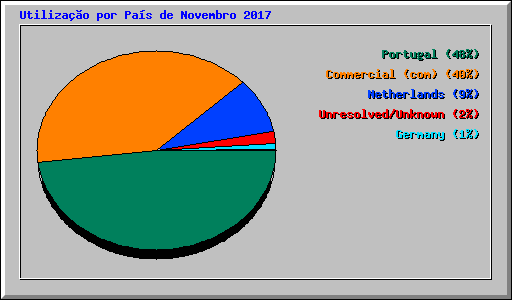 Utilização por País de Novembro 2017
Portugal (48%)
Commercial (com) (40%)
Netherlands (9%)
Unresolved/Unknown (2%)
Germany (1%)